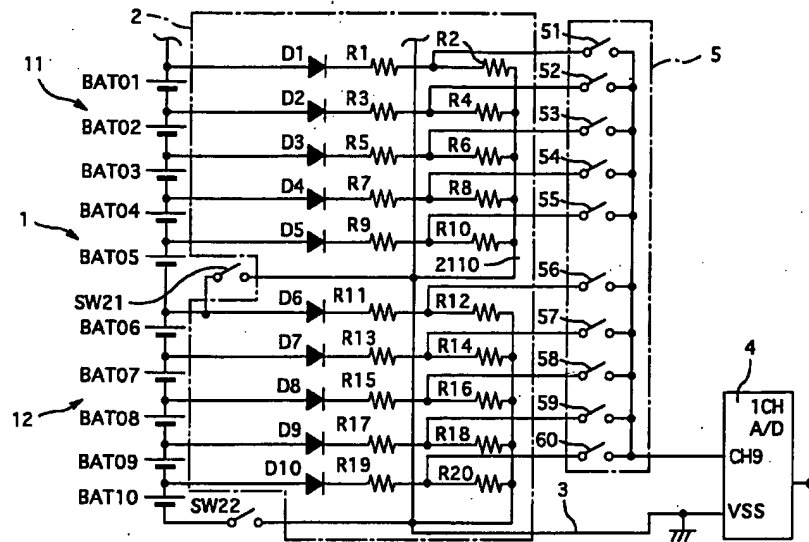 2
11
1
12
BAT01
BAT02
BAT03
BAT04
BAT05
BAT06
BAT07
BAT08
BAT09
BAT10
SW21
SW22
D1 R1 R2
D2 R3 R4
D3 R5 R6
D4 R7 R8
D5 R9 R10
2110
D6 R11 R12
D7 R13 R14
D8 R15 R16
D9 R17 R18
D10 R19 R20
51
52
53
54
55
56
57
58
59
60
5
3
4
1CH
A/D
CH9
VSS